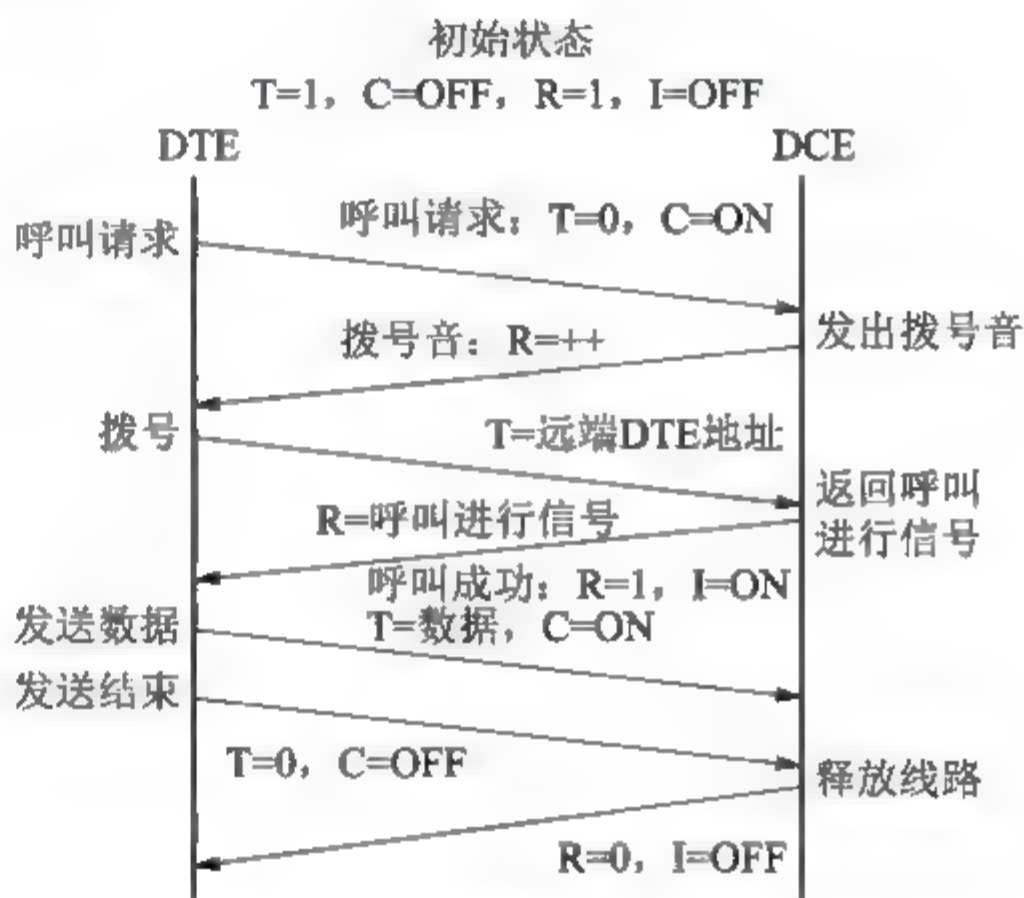 初始状态
T=1，C=OFF，R=1，I=OFF
DTE
DCE
呼叫请求
呼叫请求：T=0，C=ON
发出拨号音
拨号音：R=++
拨号
T=远端DTE地址
返回呼叫
进行信号
R=呼叫进行信号
呼叫成功：R=1，I=ON
发送数据
T=数据，C=ON
发送结束
T=0，C=OFF
释放线路
R=0，I=OFF